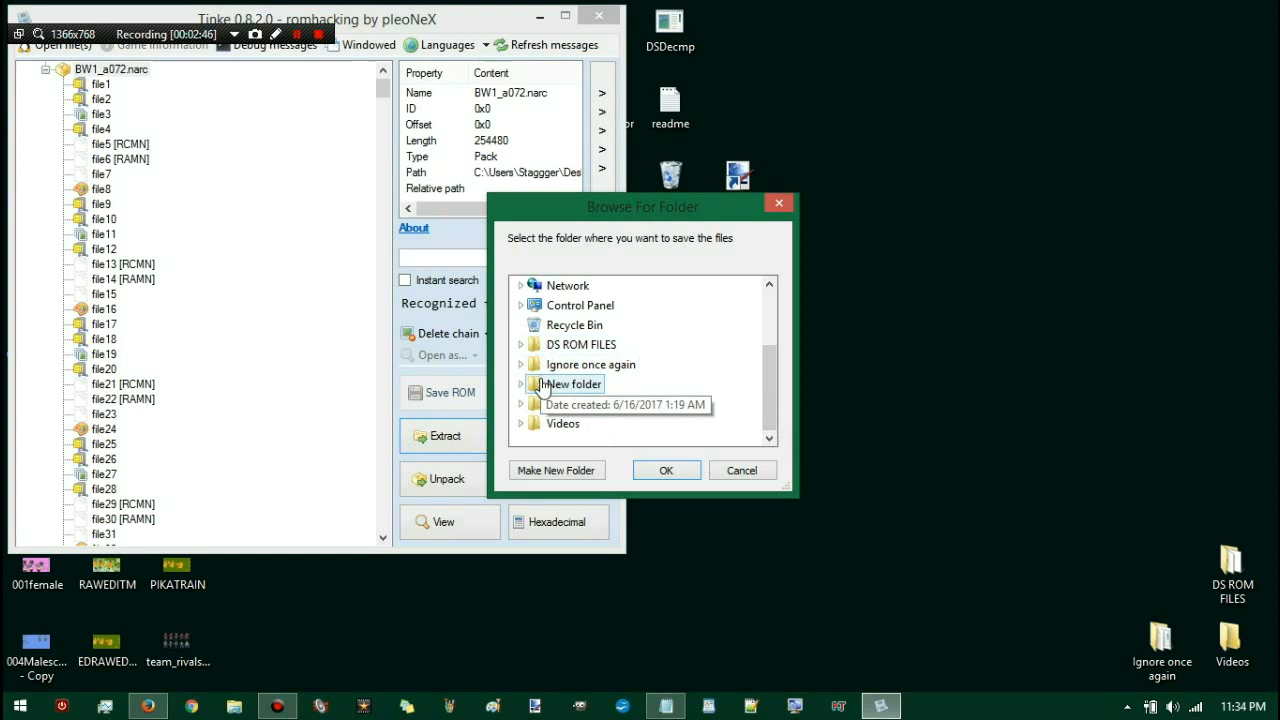 Tinke 0.8.2.0 - romhacking by pleoNeX
1366x768
Recording [00:02:46]
Open file(s)
Game information
Debug messages
Windowed
Languages
Refresh messages
BW1_a072.narc
file1
file2
file3
file4
file5 [RCMN]
file6 [RAMN]
file7
file8
file9
file10
file11
file12
file13 [RCMN]
file14 [RAMN]
file15
file16
file17
file18
file19
file20
file21 [RCMN]
file22 [RAMN]
file23
file24
file25
file26
file27
file28
file29 [RCMN]
file30 [RAMN]
file31
Property Content
Name BW1_a072.narc
ID 0x0
Offset 0x0
Length 254480
Type Pack
Path C:\Users\Staggger\Des
Relative path
>
>
>
>
>
About
Instant search
Recognized
Delete chain
Open as...
Save ROM
Extract
Unpack
View
Hexadecimal
Browse For Folder
Select the folder where you want to save the files
Network
Control Panel
Recycle Bin
DS ROM FILES
Ignore once again
New folder
Date created: 6/16/2017 1:19 AM
Videos
Make New Folder
OK
Cancel
DSDecmp
or
readme
001female
RAWEDITM
PIKATRAIN
004Malesc... - Copy
EDRAWED...
team_rivals...
DS ROM FILES
Ignore once again
Videos
11:34 PM